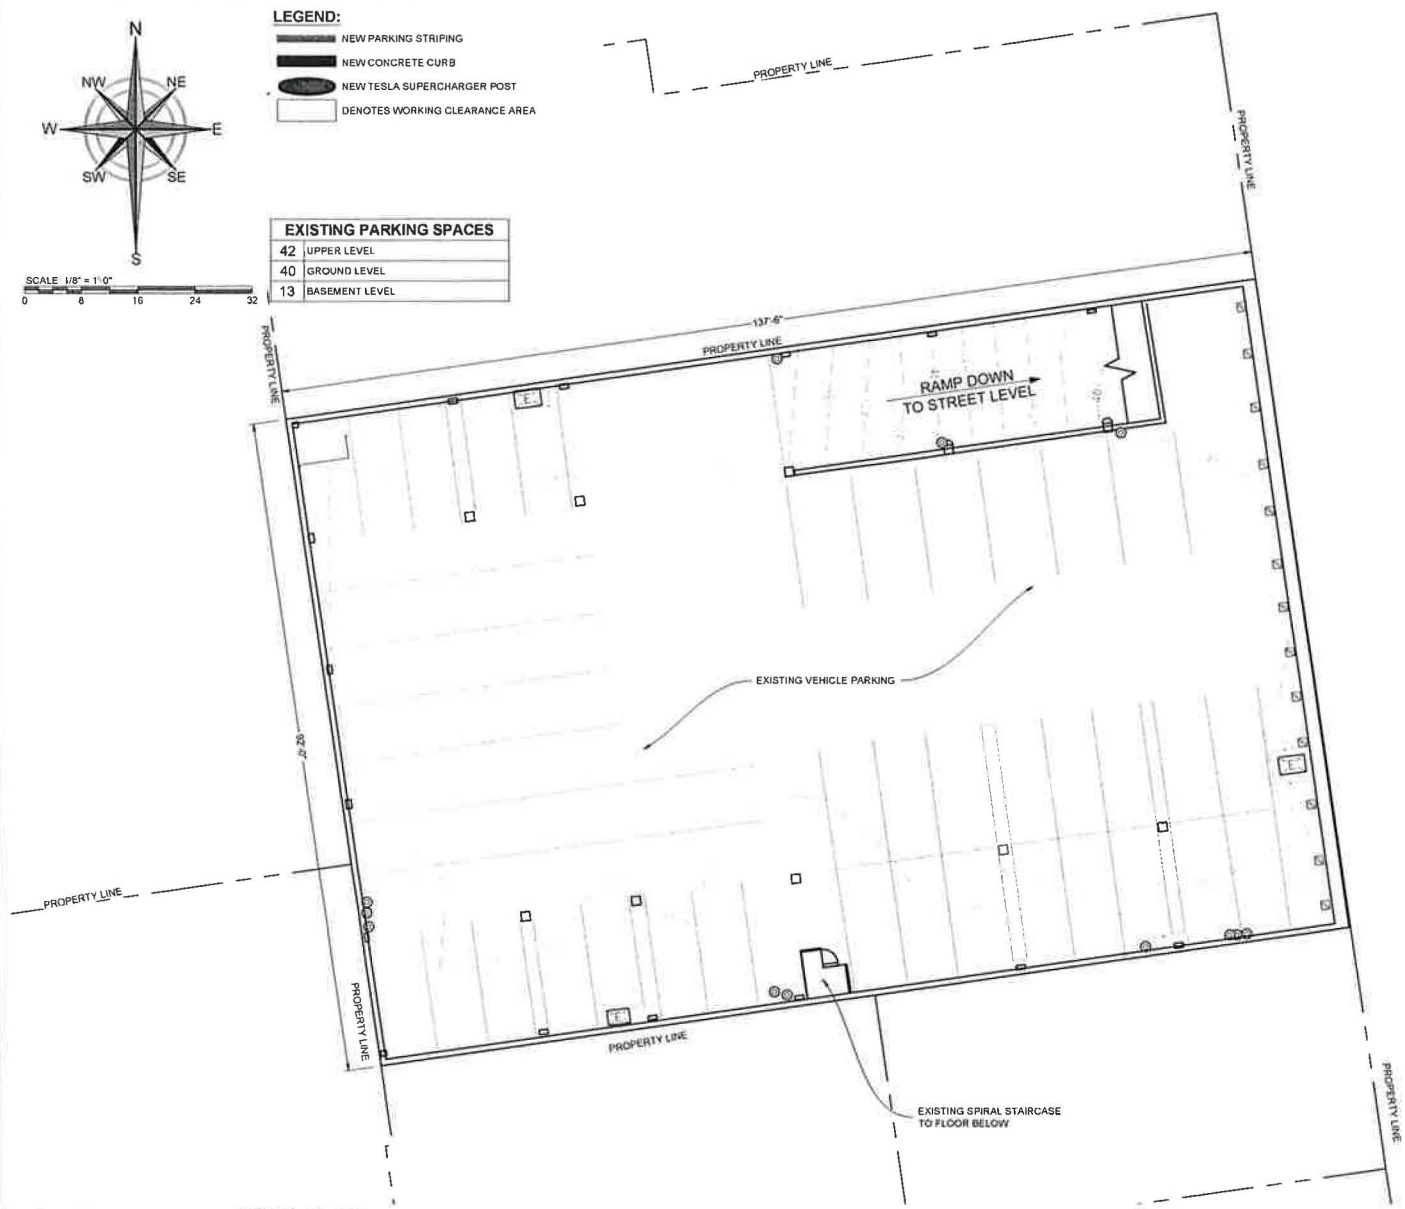 N
NW
NE
W
E
SW
SE
S
LEGEND:
NEW PARKING STRIPING
NEW CONCRETE CURB
NEW TESLA SUPERCHARGER POST
DENOTES WORKING CLEARANCE AREA
EXISTING PARKING SPACES
42 UPPER LEVEL
40 GROUND LEVEL
13 BASEMENT LEVEL
SCALE 1/8" = 1'-0"
0 8 16 24 32
PROPERTY LINE
PROPERTY LINE
PROPERTY LINE
137'-6"
PROPERTY LINE
RAMP DOWN
TO STREET LEVEL
E
EXISTING VEHICLE PARKING
92'-0"
E
PROPERTY LINE
PROPERTY LINE
E
PROPERTY LINE
EXISTING SPIRAL STAIRCASE
TO FLOOR BELOW
PROPERTY LINE